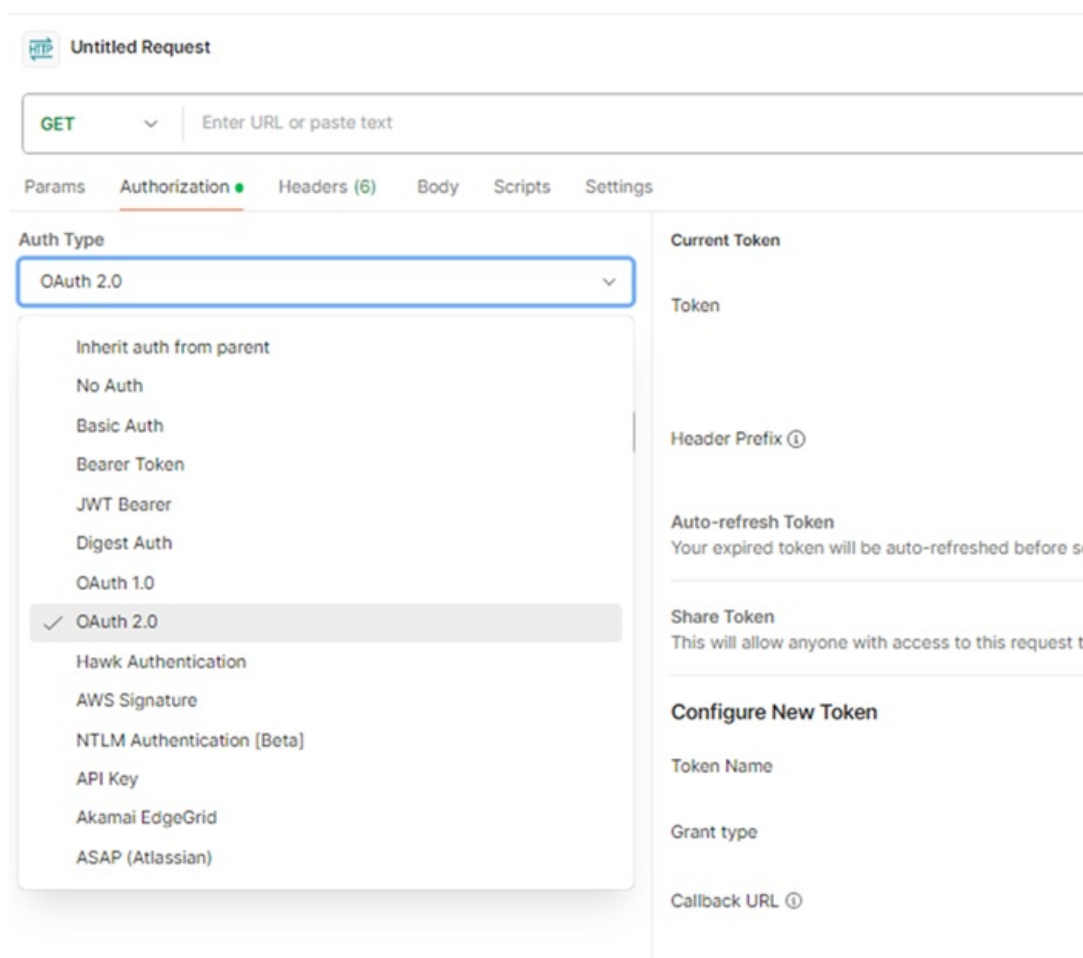 HTTP
Untitled Request
GET
Enter URL or paste text
Params Authorization Headers (6) Body Scripts Settings
Auth Type
OAuth 2.0
Inherit auth from parent
No Auth
Basic Auth
Bearer Token
JWT Bearer
Digest Auth
OAuth 1.0
OAuth 2.0
Hawk Authentication
AWS Signature
NTLM Authentication [Beta]
API Key
Akamai EdgeGrid
ASAP (Atlassian)
Current Token
Token
Header Prefix
Auto-refresh Token
Your expired token will be auto-refreshed before s
Share Token
This will allow anyone with access to this request t
Configure New Token
Token Name
Grant type
Callback URL